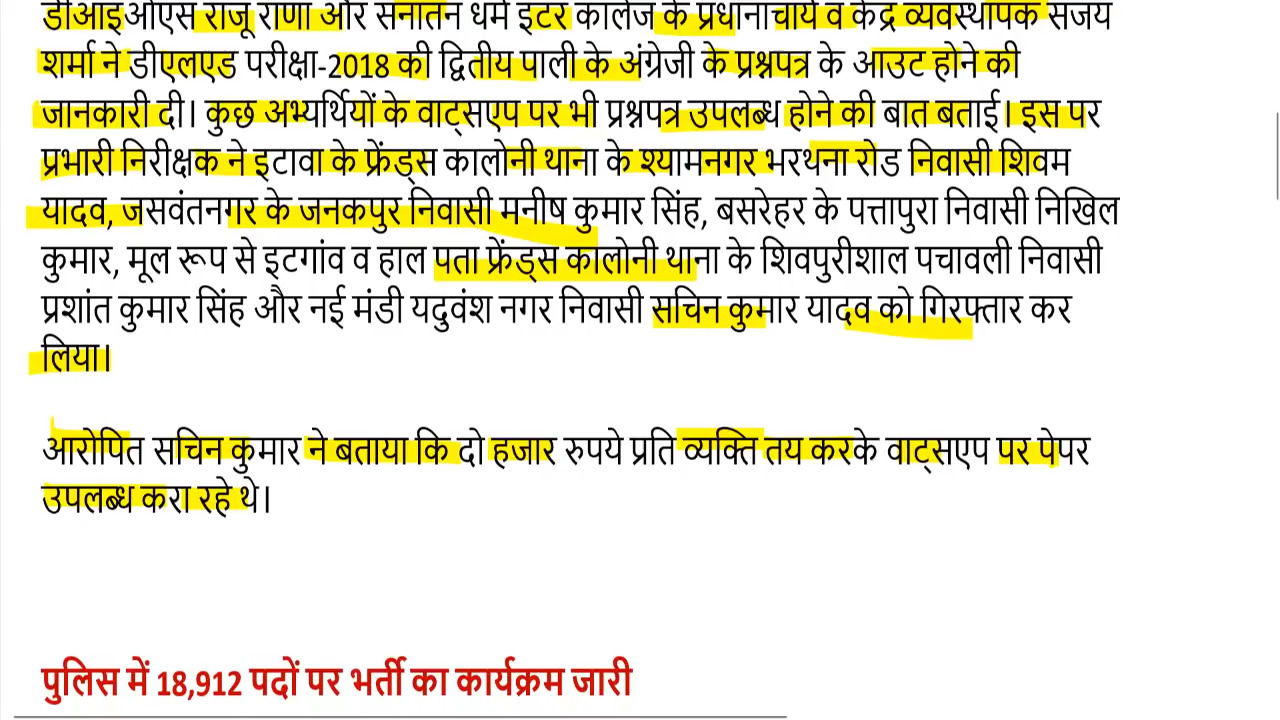 डीआइओएस राजू राणा और सनातन धर्म इंटर कालेज के प्रधानाचार्य व केंद्र व्यवस्थापक संजय
शर्मा ने डीएलएड परीक्षा-2018 की द्वितीय पाली के अंग्रेजी के प्रश्नपत्र के आउट होने की
जानकारी दी। कुछ अभ्यर्थियों के वाट्सएप पर भी प्रश्नपत्र उपलब्ध होने की बात बताई। इस पर
प्रभारी निरीक्षक ने इटावा के फ्रेंड्स कालोनी थाना के श्यामनगर भरथना रोड निवासी शिवम
यादव, जसवंतनगर के जनकपुर निवासी मनीष कुमार सिंह, बसरेहर के पत्तापुरा निवासी निखिल
कुमार, मूल रूप से इटगांव व हाल पता फ्रेंड्स कालोनी थाना के शिवपुरीशाल पचावली निवासी
प्रशांत कुमार सिंह और नई मंडी यदुवंश नगर निवासी सचिन कुमार यादव को गिरफ्तार कर
लिया।
आरोपित सचिन कुमार ने बताया कि दो हजार रुपये प्रति व्यक्ति तय करके वाट्सएप पर पेपर
उपलब्ध करा रहे थे।
पुलिस में 18,912 पदों पर भर्ती का कार्यक्रम जारी